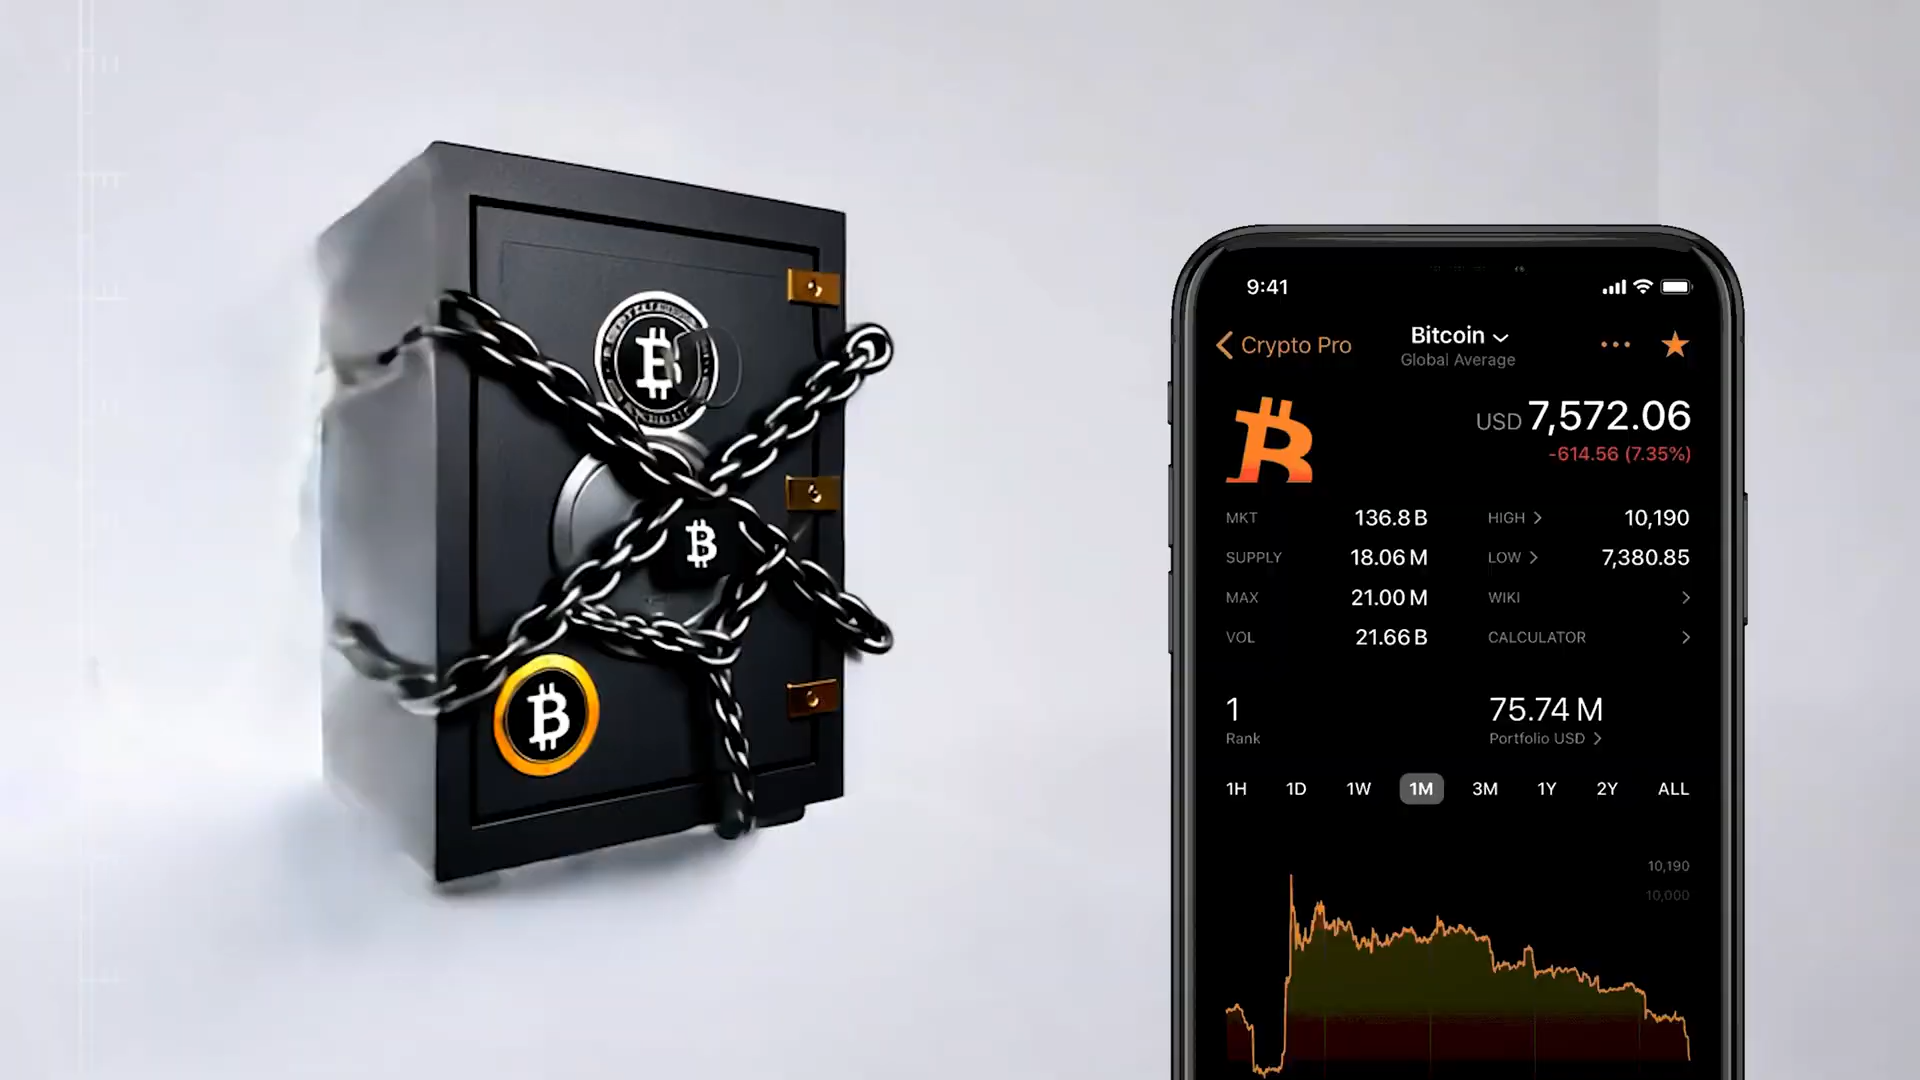 9:41
Crypto Pro
Bitcoin
Global Average
USD 7,572.06
-614.56 (7.35%)
MKT 136.8 B
HIGH 10,190
SUPPLY 18.06 M
LOW 7,380.85
MAX 21.00 M
WIKI
VOL 21.66 B
CALCULATOR
1
Rank
75.74 M
Portfolio USD
1H 1D 1W 1M 3M 1Y 2Y ALL
10,190
10,000